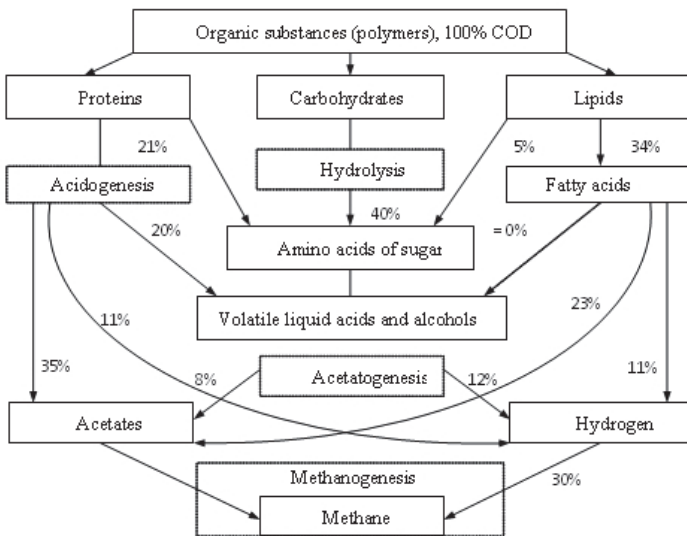 Organic substances (polymers), 100% COD
Proteins
Carbohydrates
Lipids
21%
5%
34%
Hydrolysis
Acidogenesis
Fatty acids
40%
20%
= 0%
Amino acids of sugar
11%
23%
Volatile liquid acids and alcohols
35%
8%
Acetatogenesis
12%
11%
Acetates
Hydrogen
Methanogenesis
30%
Methane